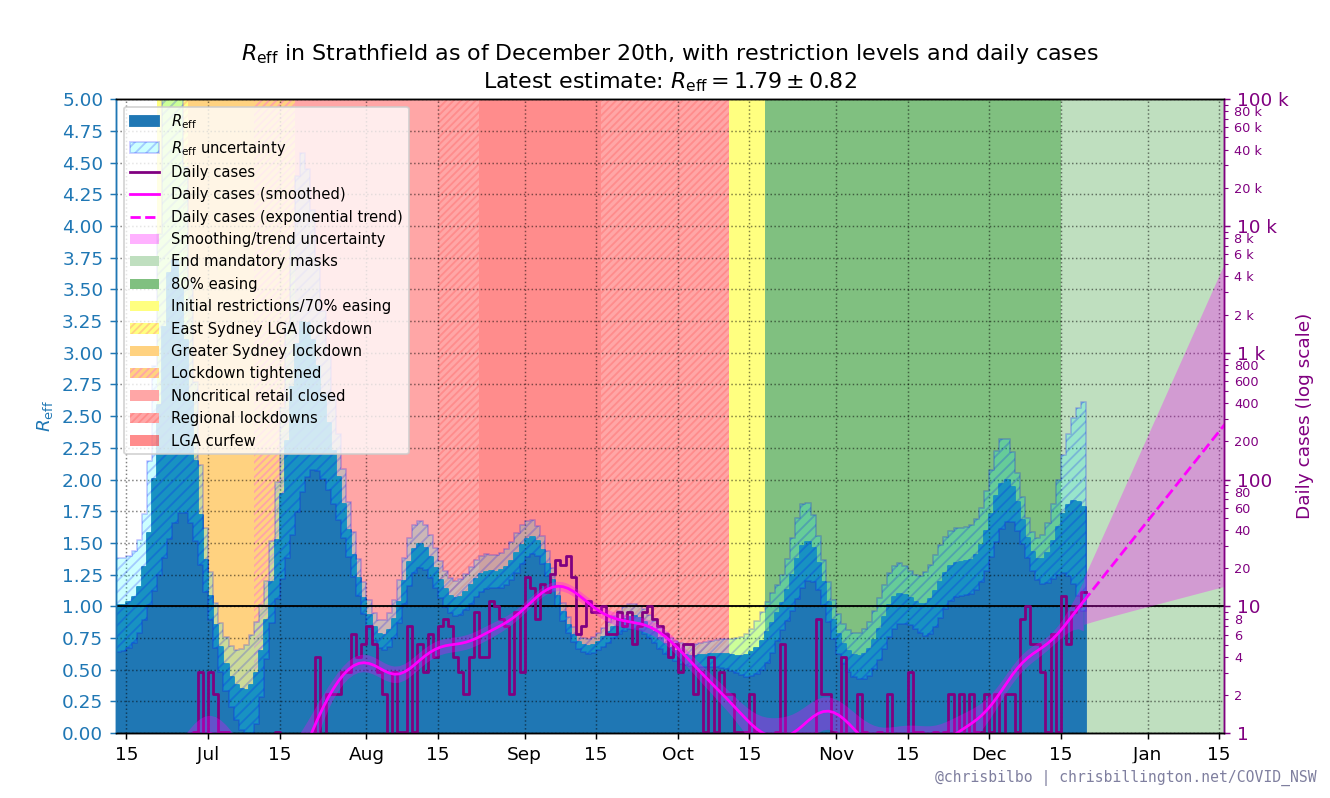 R_eff in Strathfield as of December 20th, with restriction levels and daily cases
Latest estimate: R_eff = 1.79 ± 0.82
5.00
4.75
4.50
4.25
4.00
3.75
3.50
3.25
3.00
2.75
2.50
2.25
2.00
1.75
1.50
1.25
1.00
0.75
0.50
0.25
0.00
R_eff
R_eff
R_eff uncertainty
Daily cases
Daily cases (smoothed)
Daily cases (exponential trend)
Smoothing/trend uncertainty
End mandatory masks
80% easing
Initial restrictions/70% easing
East Sydney LGA lockdown
Greater Sydney lockdown
Lockdown tightened
Noncritical retail closed
Regional lockdowns
LGA curfew
100 k
80 k
60 k
40 k
20 k
10 k
8 k
6 k
4 k
2 k
1 k
800
600
400
200
100
80
60
40
20
10
8
6
4
2
1
Daily cases (log scale)
15 Jul 15 Aug 15 Sep 15 Oct 15 Nov 15 Dec 15 Jan 15
@chrisbilbo | chrisbillington.net/COVID_NSW